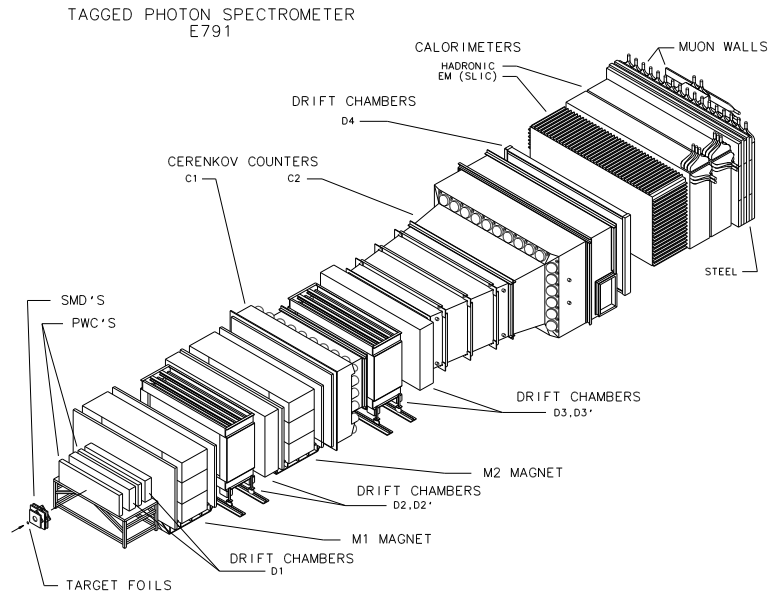 TAGGED PHOTON SPECTROMETER
E791
CALORIMETERS
MUON WALLS
HADRONIC
EM (SLIC)
DRIFT CHAMBERS
D4
CERENKOV COUNTERS
C1
C2
STEEL
SMD'S
PWC'S
DRIFT CHAMBERS
D3,D3'
M2 MAGNET
DRIFT CHAMBERS
D2,D2'
M1 MAGNET
DRIFT CHAMBERS
D1
TARGET FOILS